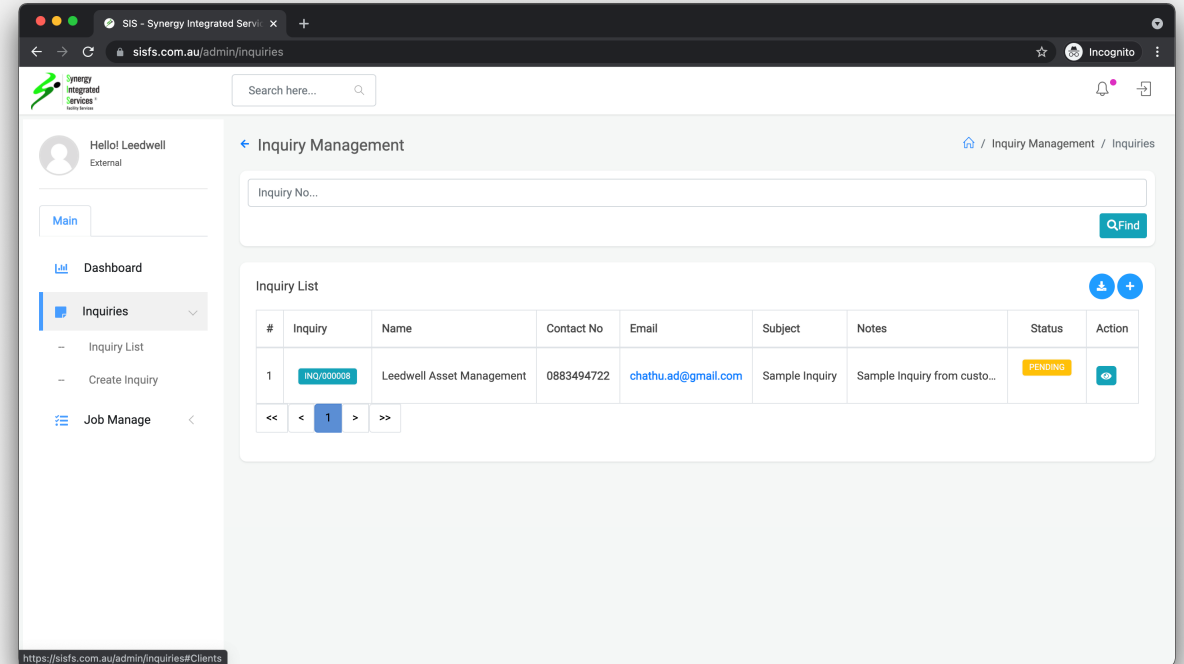 SIS - Synergy Integrated Servic
sisfs.com.au/admin/inquiries
Incognito
Synergy
Integrated
Services
Facility Services
Search here...
Hello! Leedwell
External
Main
Dashboard
Inquiries
-- Inquiry List
-- Create Inquiry
Job Manage
Inquiry Management
/ Inquiry Management / Inquiries
Inquiry No...
Find
Inquiry List
# Inquiry Name Contact No Email Subject Notes Status Action
1 INQ/000008 Leedwell Asset Management 0883494722 chathu.ad@gmail.com Sample Inquiry Sample Inquiry from custo... PENDING
<< < 1 > >>
https://sisfs.com.au/admin/inquiries#Clients